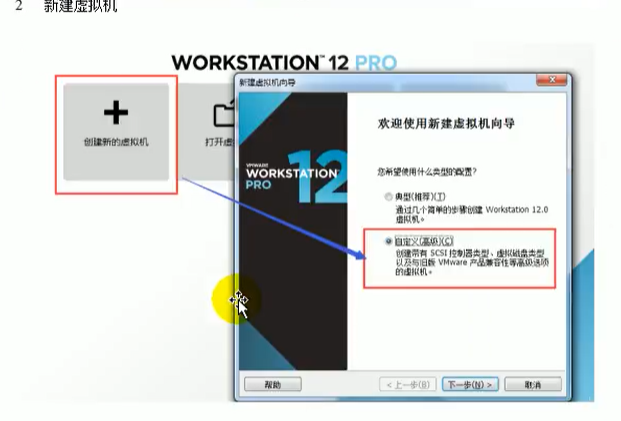 2 新建虚拟机
WORKSTATION™ 12 PRO
创建新的虚拟机
打开虚
新建虚拟机向导
VMWARE
WORKSTATION
PRO
12
欢迎使用新建虚拟机向导
您希望使用什么类型的配置?
典型(推荐)(T)
通过几个简单的步骤创建 Workstation 12.0
虚拟机。
自定义(高级)(C)
创建带有 SCSI 控制器类型、虚拟磁盘类型
以及与旧版 VMware 产品兼容性等高级选项
的虚拟机。
帮助
< 上一步(B)
下一步(N) >
取消